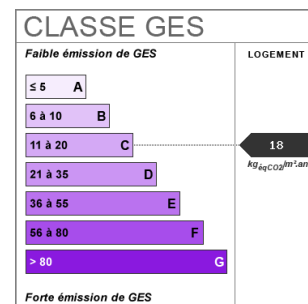 CLASSE GES
Faible émission de GES
LOGEMENT
≤ 5 A
6 à 10 B
11 à 20 C
18
kgéqCO2/m².an
21 à 35 D
36 à 55 E
56 à 80 F
> 80 G
Forte émission de GES